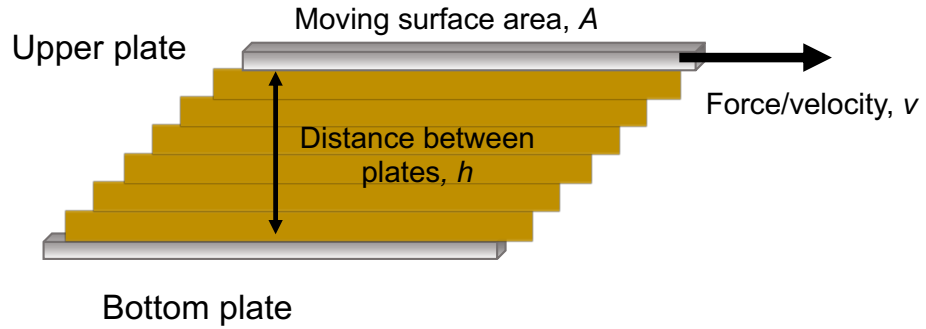 Moving surface area, A
Upper plate
Force/velocity, v
Distance between
plates, h
Bottom plate